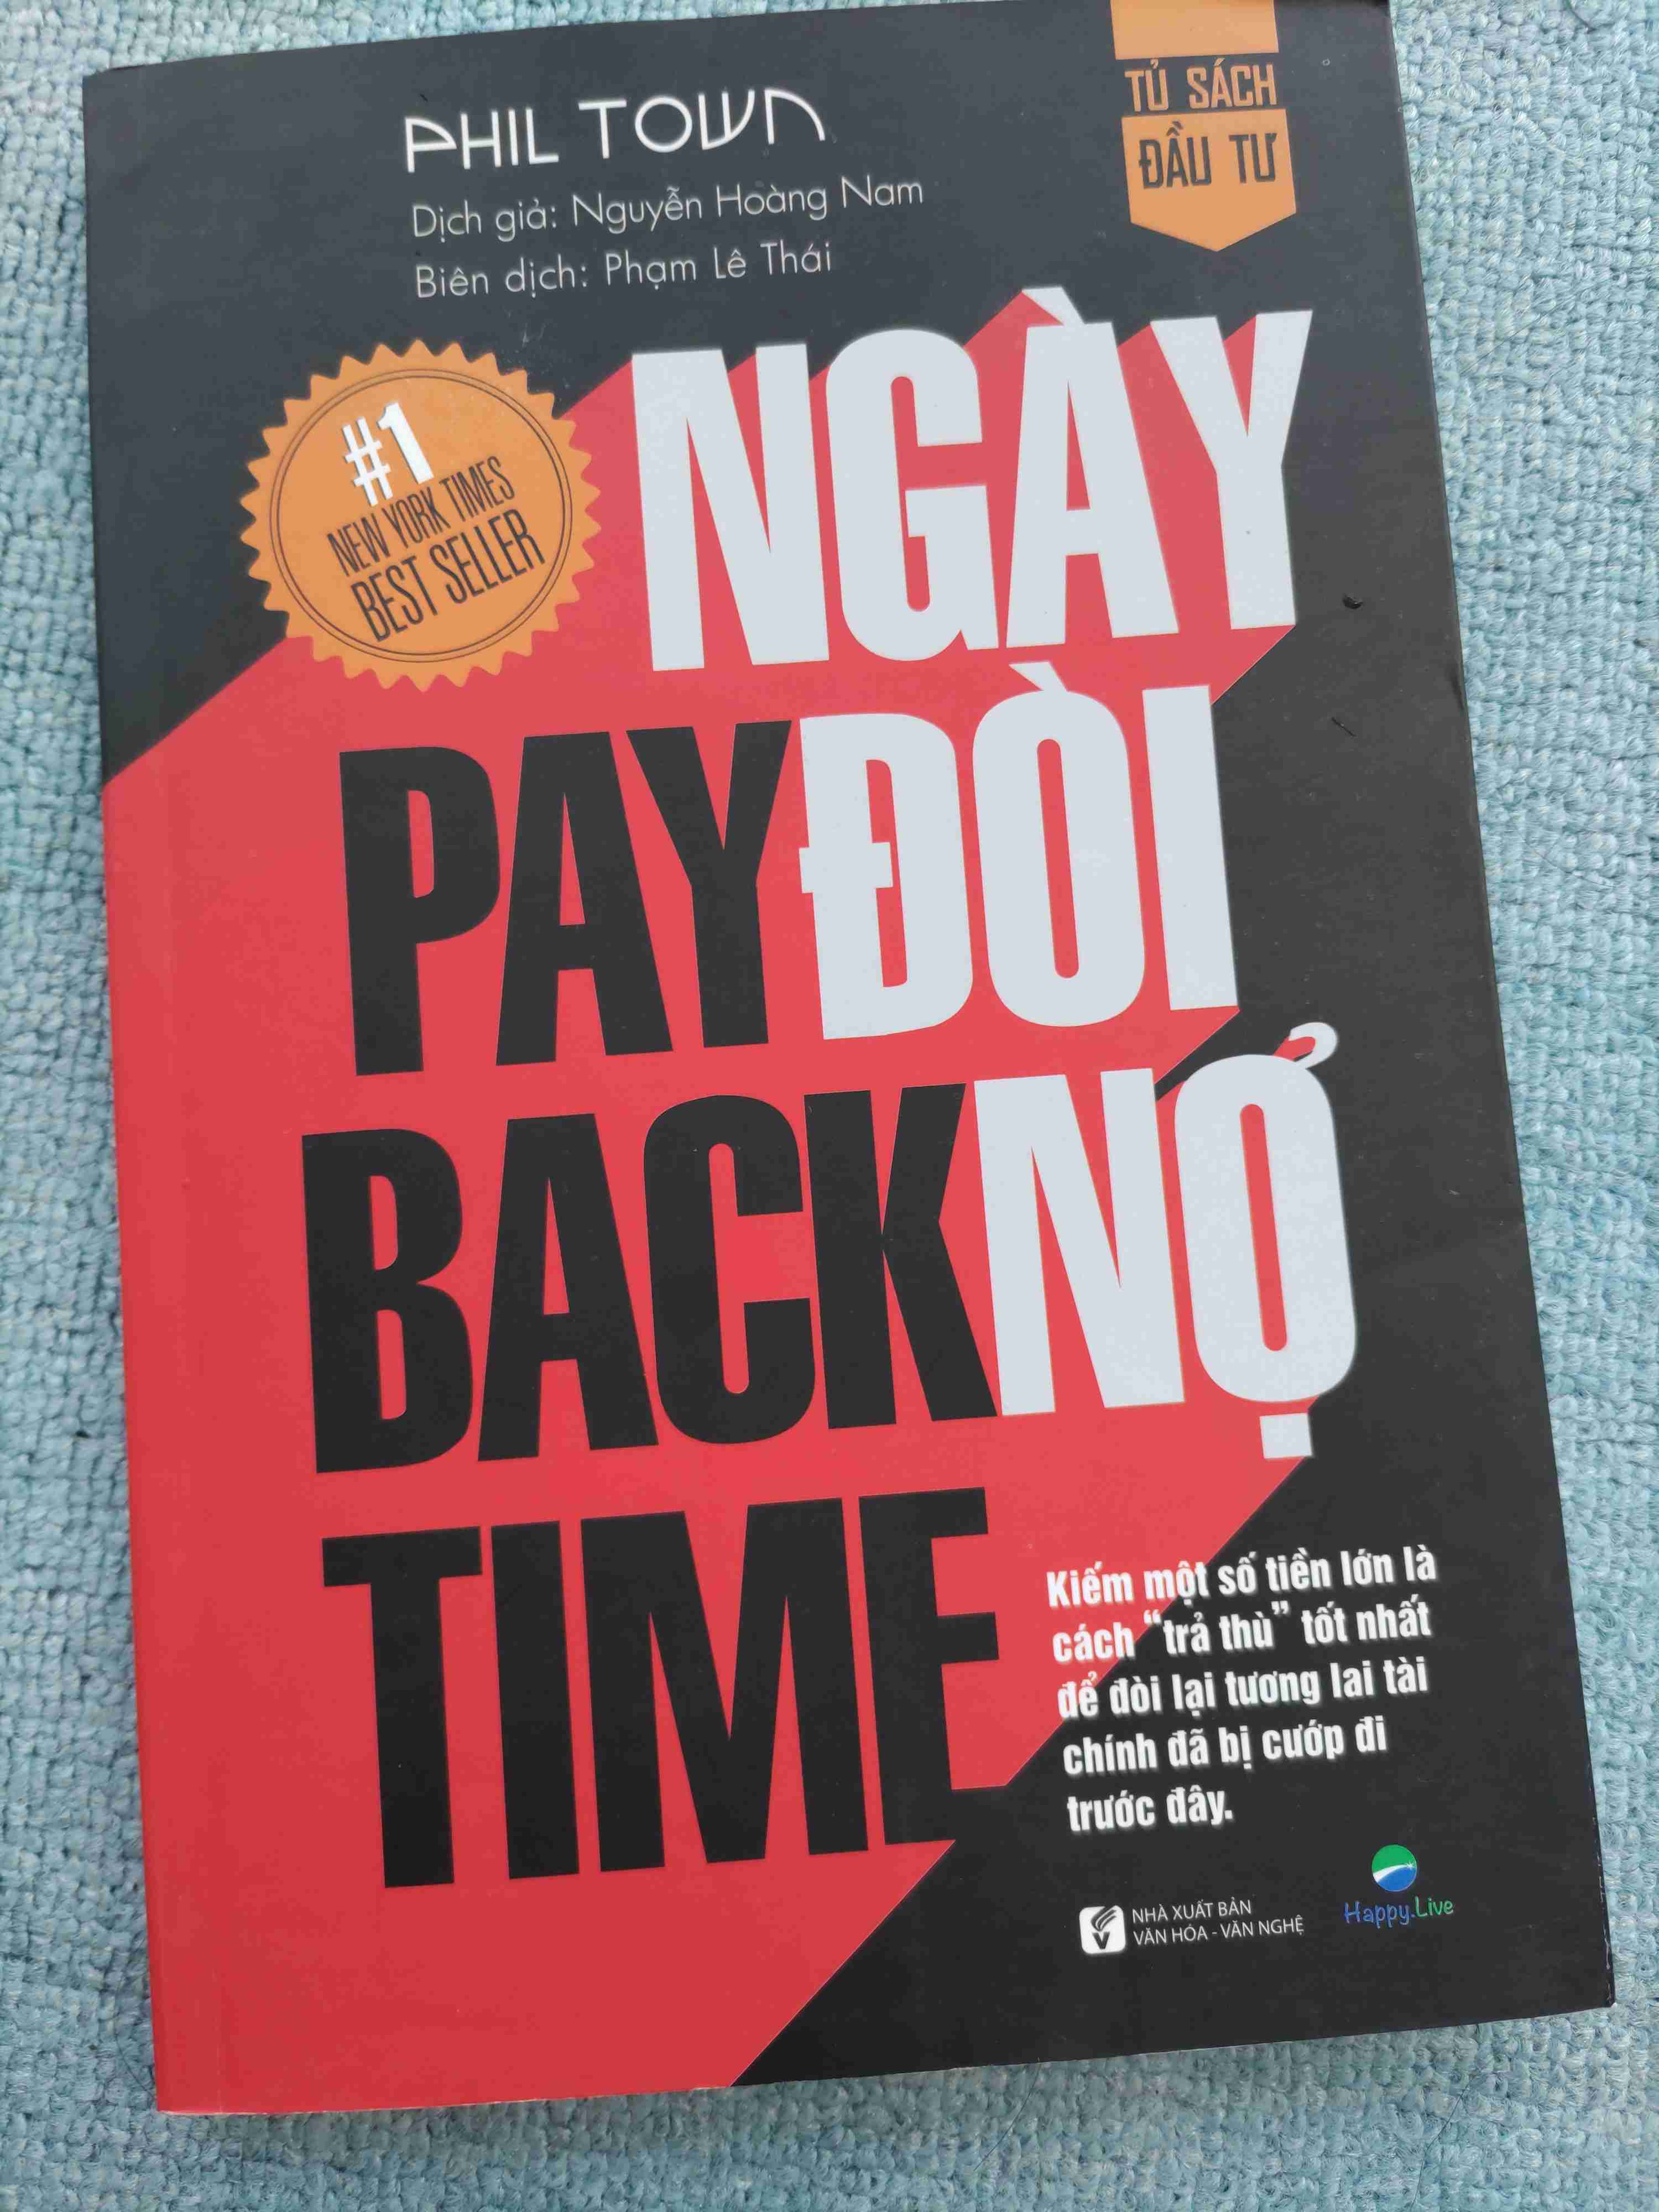 PHIL TOWN
Dịch giả: Nguyễn Hoàng Nam
Biên dịch: Phạm Lê Thái
TỦ SÁCH
ĐẦU TƯ
#1
NEW YORK TIMES
BEST SELLER
NGÀY
PAY ĐÒI
BACK NỢ
TIME
Kiếm một số tiền lớn là
cách “trả thù” tốt nhất
để đòi lại tương lai tài
chính đã bị cướp đi
trước đây.
NHÀ XUẤT BẢN
VĂN HÓA - VĂN NGHỆ
Happy.Live